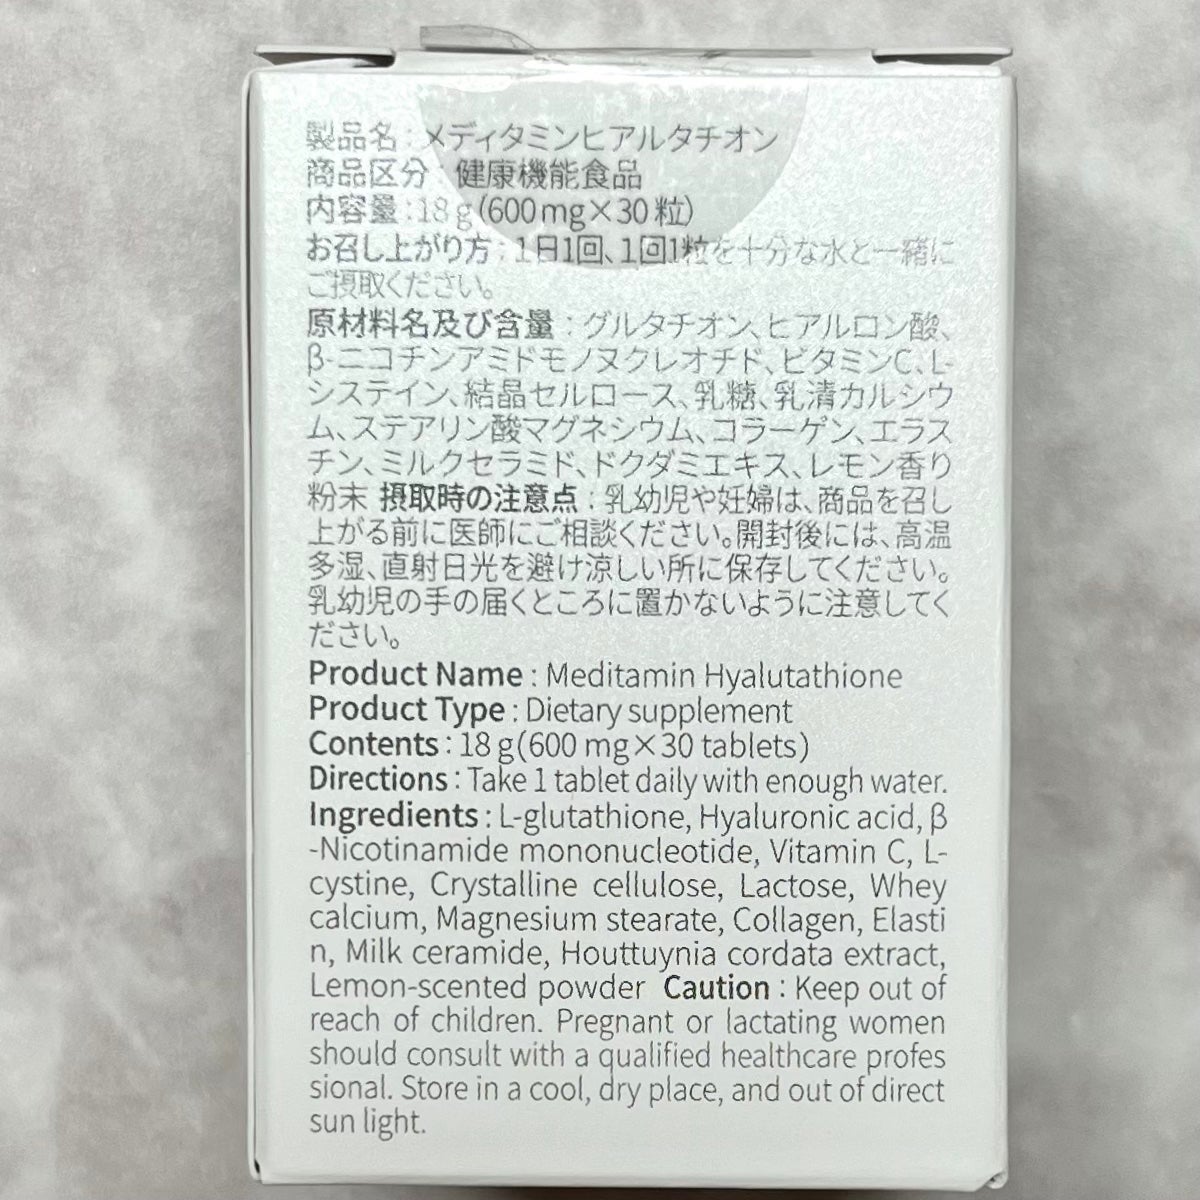 製品名：メディタミンヒアルタチオン
商品区分：健康機能食品
内容量：18g(600mg×30粒)
お召し上がり方：1日1回、1回1粒を十分な水と一緒に
ご摂取ください。
原材料名及び含量：グルタチオン、ヒアルロン酸、
β-ニコチンアミドモノヌクレオチド、ビタミンC、L-
システイン、結晶セルロース、乳糖、乳清カルシウ
ム、ステアリン酸マグネシウム、コラーゲン、エラス
チン、ミルクセラミド、ドクダミエキス、レモン香り
粉末 摂取時の注意点：乳幼児や妊婦は、商品を召し
上がる前に医師にご相談ください。開封後には、高温
多湿、直射日光を避け涼しい所に保存してください。
乳幼児の手の届くところに置かないように注意してく
ださい。
Product Name : Meditamin Hyalutathione
Product Type : Dietary supplement
Contents : 18 g(600 mg×30 tablets)
Directions : Take 1 tablet daily with enough water.
Ingredients : L-glutathione, Hyaluronic acid, β
-Nicotinamide mononucleotide, Vitamin C, L-
cystine, Crystalline cellulose, Lactose, Whey
calcium, Magnesium stearate, Collagen, Elasti
n, Milk ceramide, Houttuynia cordata extract,
Lemon-scented powder Caution : Keep out of
reach of children. Pregnant or lactating women
should consult with a qualified healthcare profes
sional. Store in a cool, dry place, and out of direct
sun light.